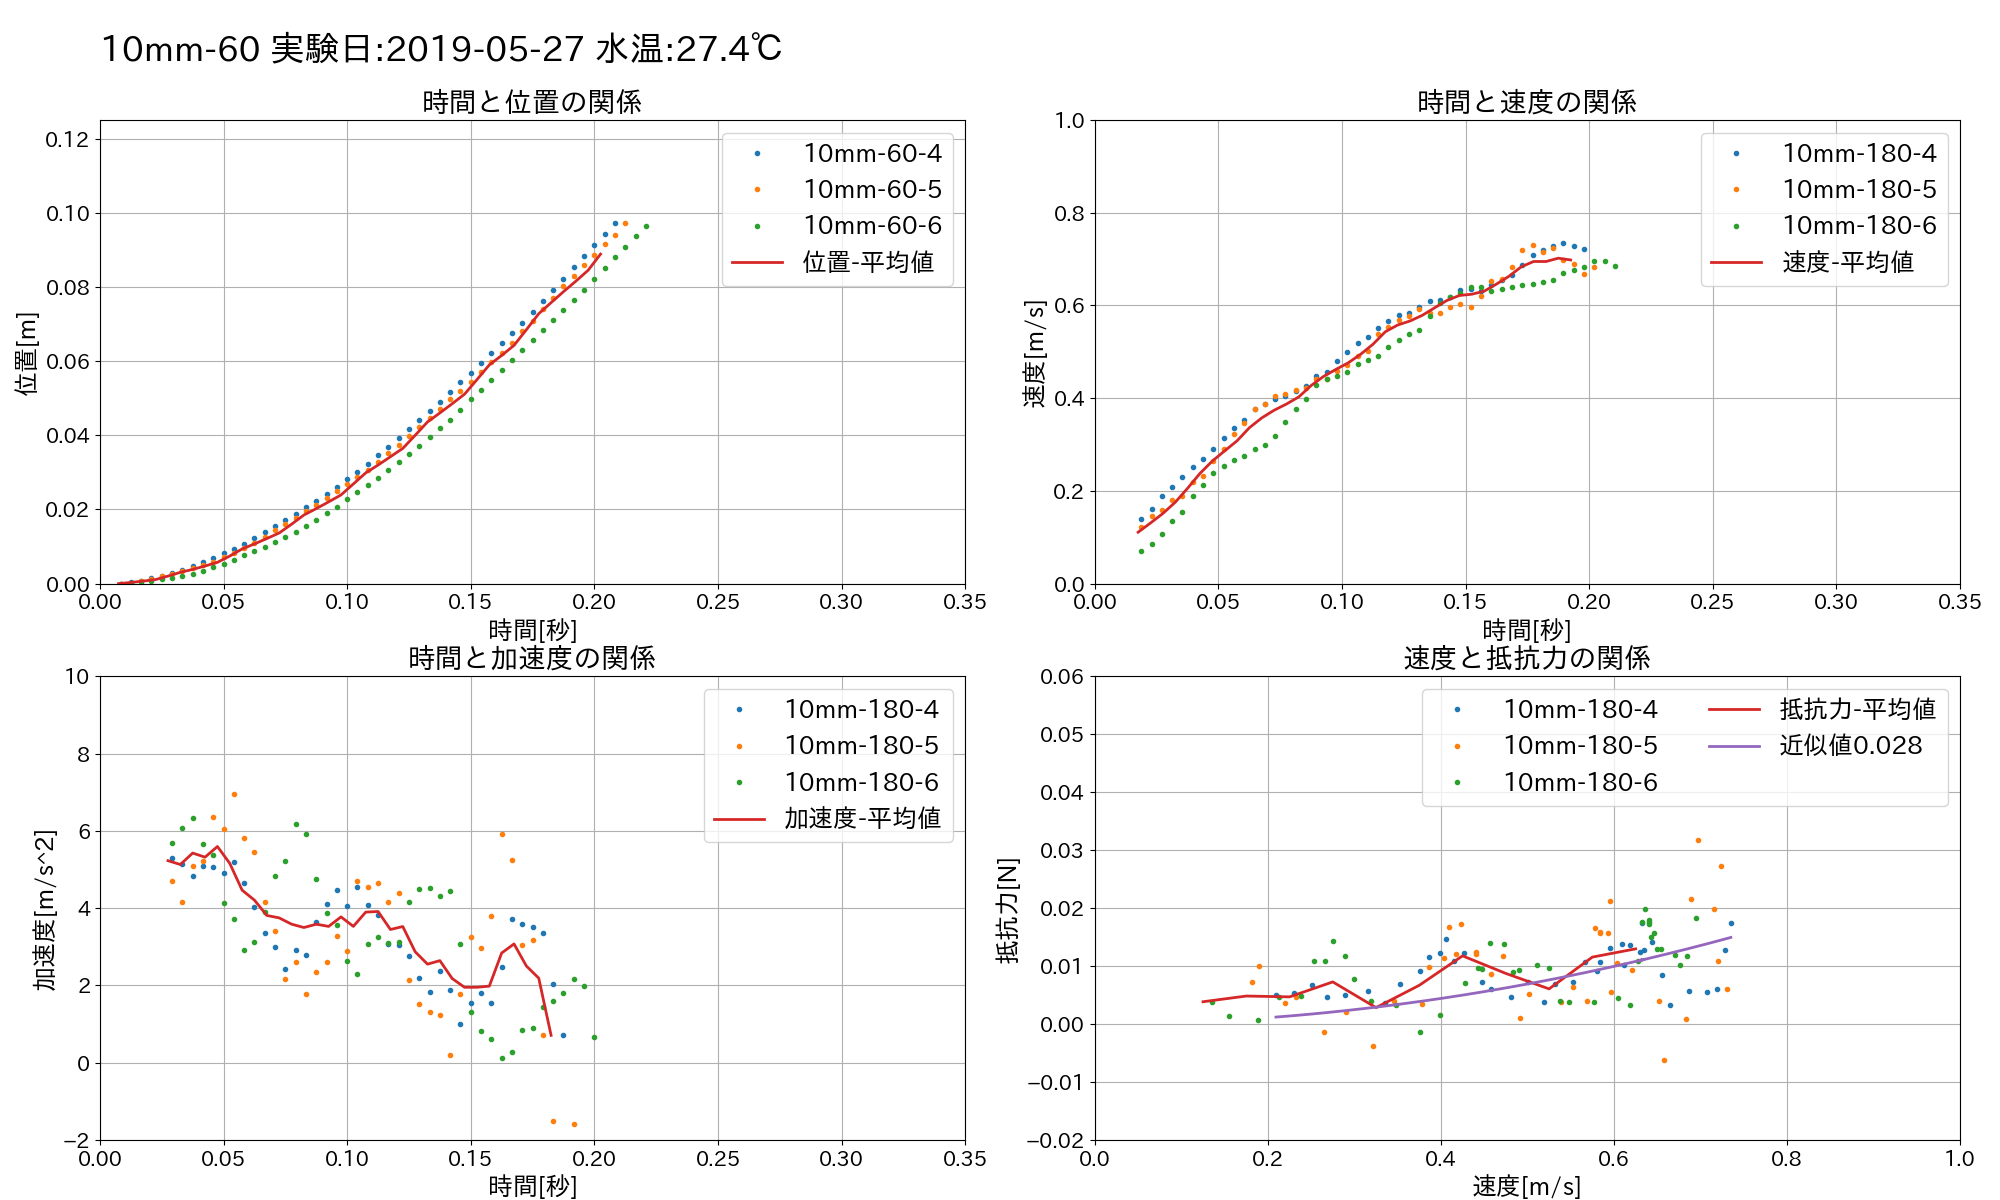 10mm-60 実験日:2019-05-27 水温:27.4℃
時間と位置の関係
0.12
0.10
0.08
0.06
0.04
0.02
0.00
位置[m]
10mm-60-4
10mm-60-5
10mm-60-6
位置-平均値
0.00 0.05 0.10 0.15 0.20 0.25 0.30 0.35
時間[秒]
時間と速度の関係
1.0
0.8
0.6
0.4
0.2
0.0
速度[m/s]
10mm-180-4
10mm-180-5
10mm-180-6
速度-平均値
0.00 0.05 0.10 0.15 0.20 0.25 0.30 0.35
時間[秒]
時間と加速度の関係
10
8
6
4
2
0
−2
加速度[m/s^2]
10mm-180-4
10mm-180-5
10mm-180-6
加速度-平均値
0.00 0.05 0.10 0.15 0.20 0.25 0.30 0.35
時間[秒]
速度と抵抗力の関係
0.06
0.05
0.04
0.03
0.02
0.01
0.00
−0.01
−0.02
抵抗力[N]
10mm-180-4
10mm-180-5
10mm-180-6
抵抗力-平均値
近似値0.028
0.0 0.2 0.4 0.6 0.8 1.0
速度[m/s]